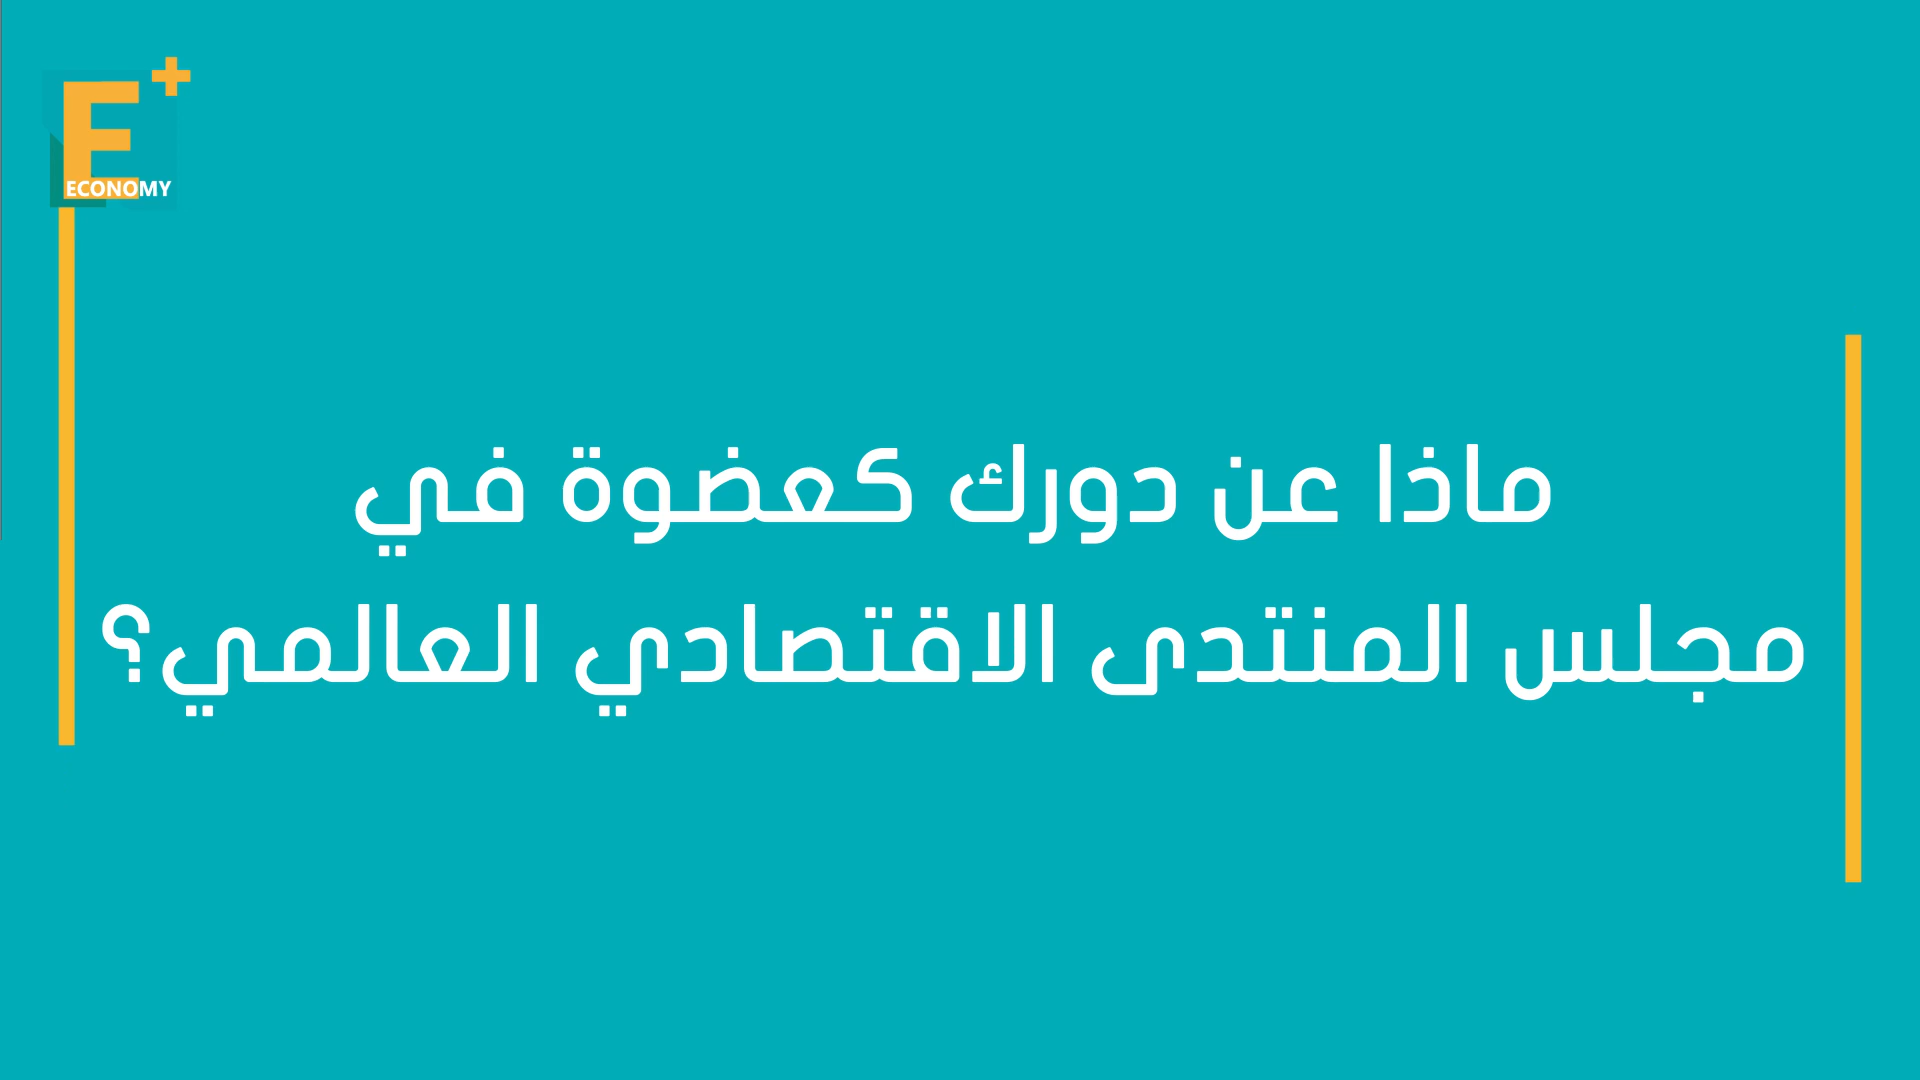 E+
ECONOMY
ماذا عن دورك كعضوة في
مجلس المنتدى الاقتصادي العالمي؟